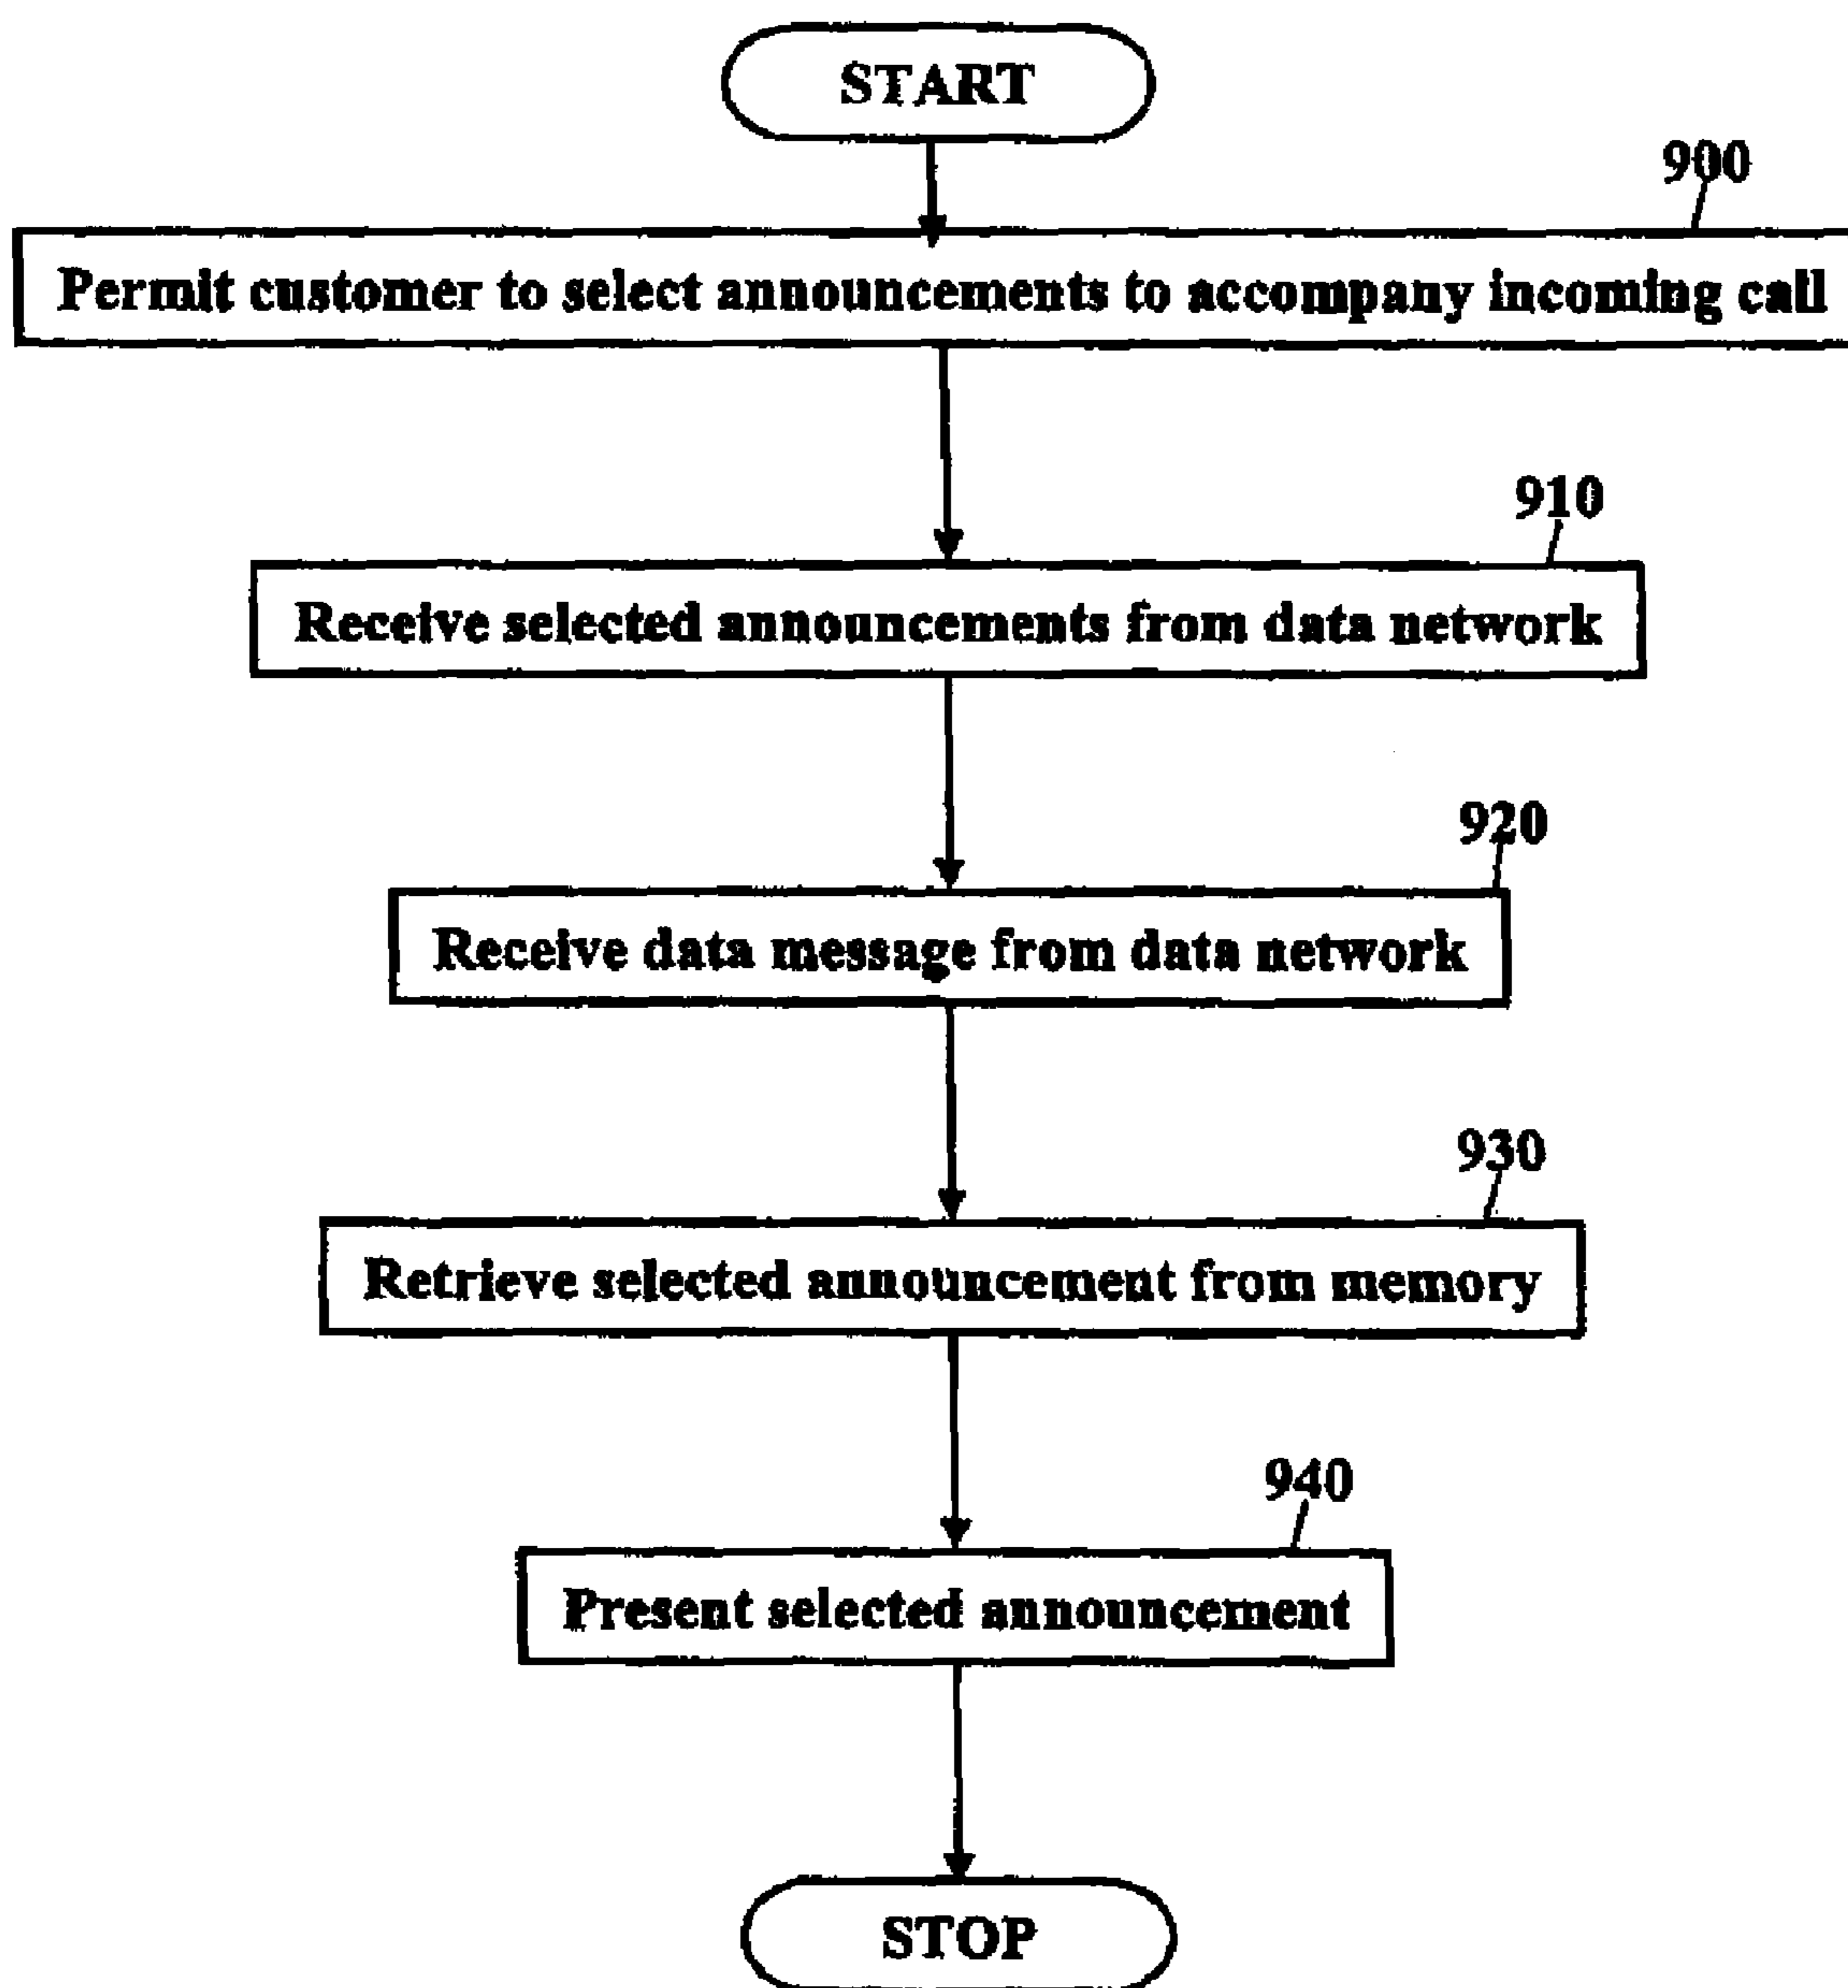 START
900
Permit customer to select announcements to accompany incoming call
910
Receive selected announcements from data network
920
Receive data message from data network
930
Retrieve selected announcement from memory
940
Present selected announcement
STOP